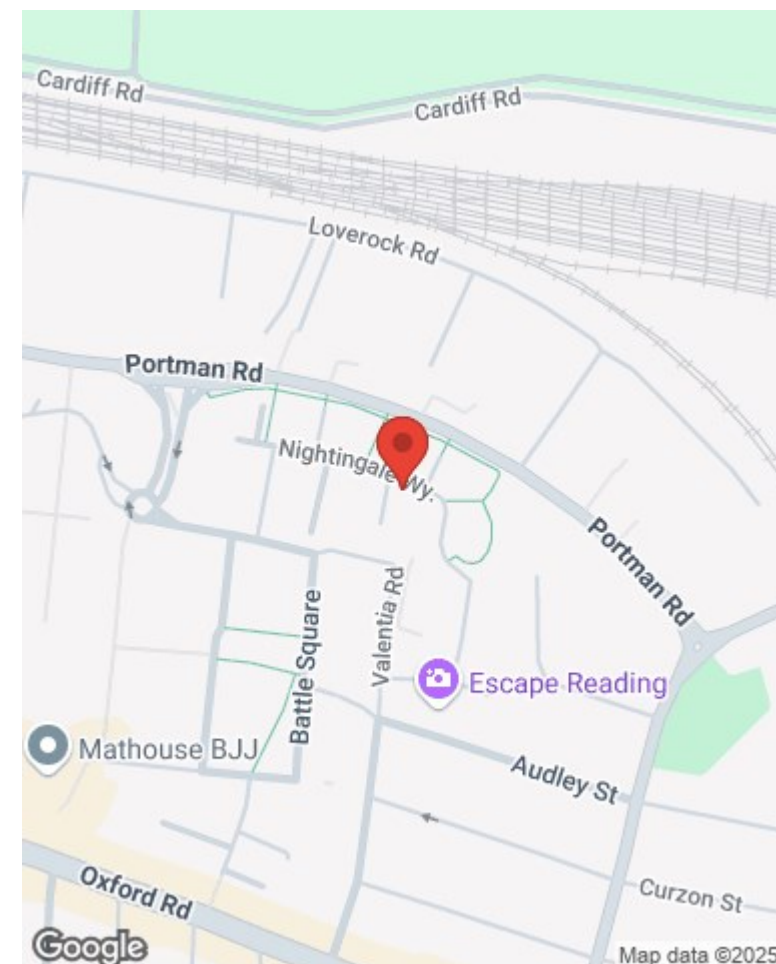 Cardiff Rd
Cardiff Rd
Loverock Rd
Portman Rd
Nightingale Wy.
Portman Rd
Valentia Rd
Battle Square
Escape Reading
Mathouse BJJ
Audley St
Oxford Rd
Curzon St
Google
Map data ©2025